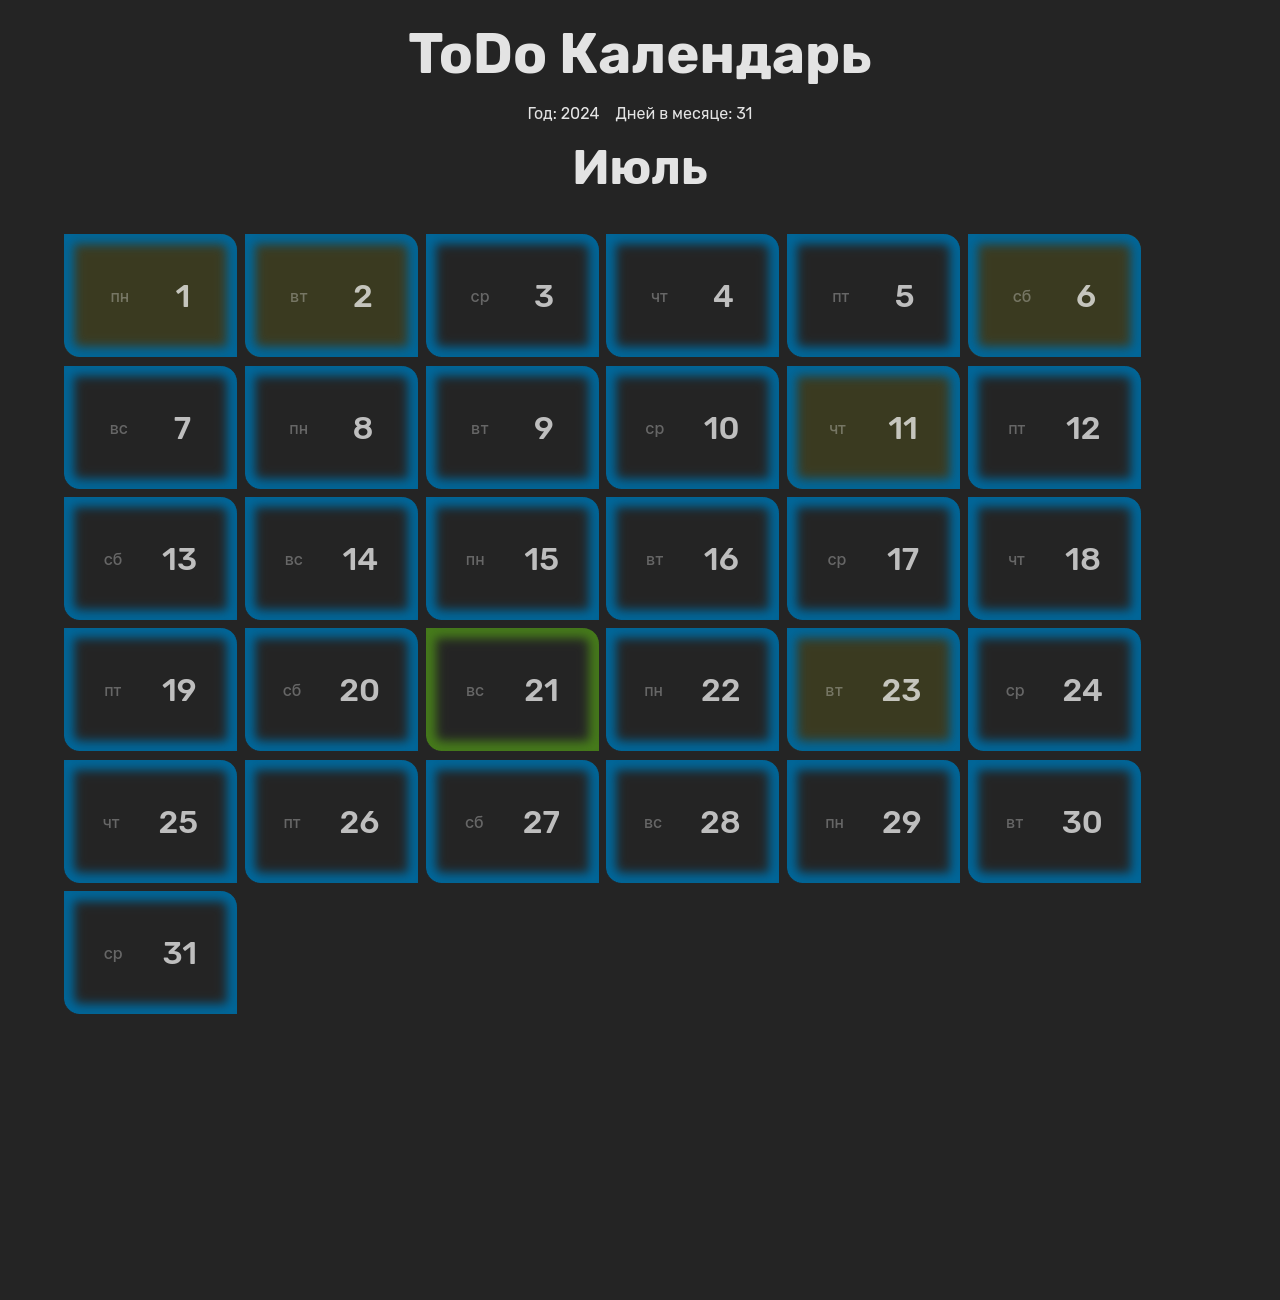 ToDo Календарь
Год: 2024 Дней в месяце: 31
Июль
пн 1 вт 2 ср 3 чт 4 пт 5 сб 6
вс 7 пн 8 вт 9 ср 10 чт 11 пт 12
сб 13 вс 14 пн 15 вт 16 ср 17 чт 18
пт 19 сб 20 вс 21 пн 22 вт 23 ср 24
чт 25 пт 26 сб 27 вс 28 пн 29 вт 30
ср 31